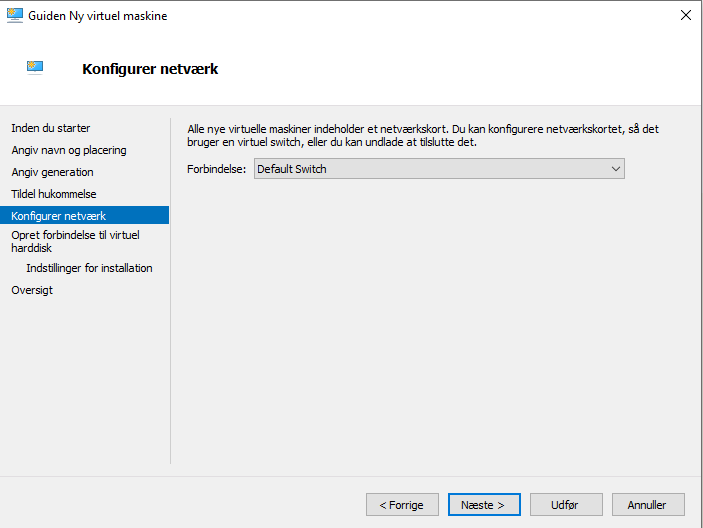 Guiden Ny virtuel maskine
Konfigurer netværk
Inden du starter
Angiv navn og placering
Angiv generation
Tildel hukommelse
Konfigurer netværk
Opret forbindelse til virtuel
harddisk
Indstillinger for installation
Oversigt
Alle nye virtuelle maskiner indeholder et netværkskort. Du kan konfigurere netværkskortet, så det
bruger en virtuel switch, eller du kan undlade at tilslutte det.
Forbindelse: Default Switch
< Forrige Næste > Udfør Annuller